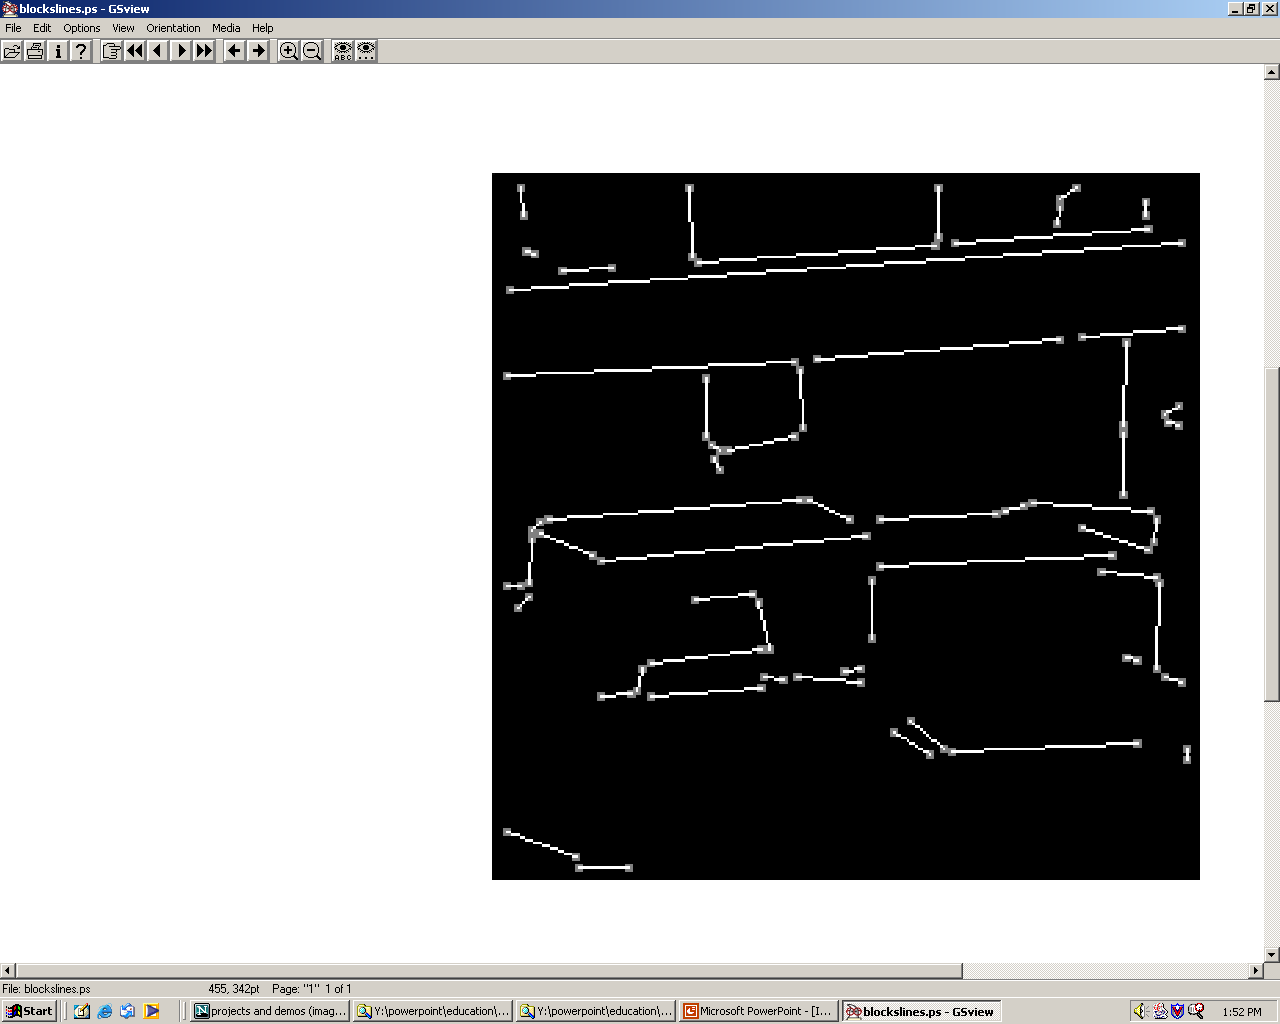 blockslines.ps - GSview
File Edit Options View Orientation Media Help
i ? ABC
File: blockslines.ps 455, 342pt Page: "1" 1 of 1
Start projects and demos (imag... Y:\powerpoint\education\... Y:\powerpoint\education\... Microsoft PowerPoint - [I... blockslines.ps - GSview 1:52 PM